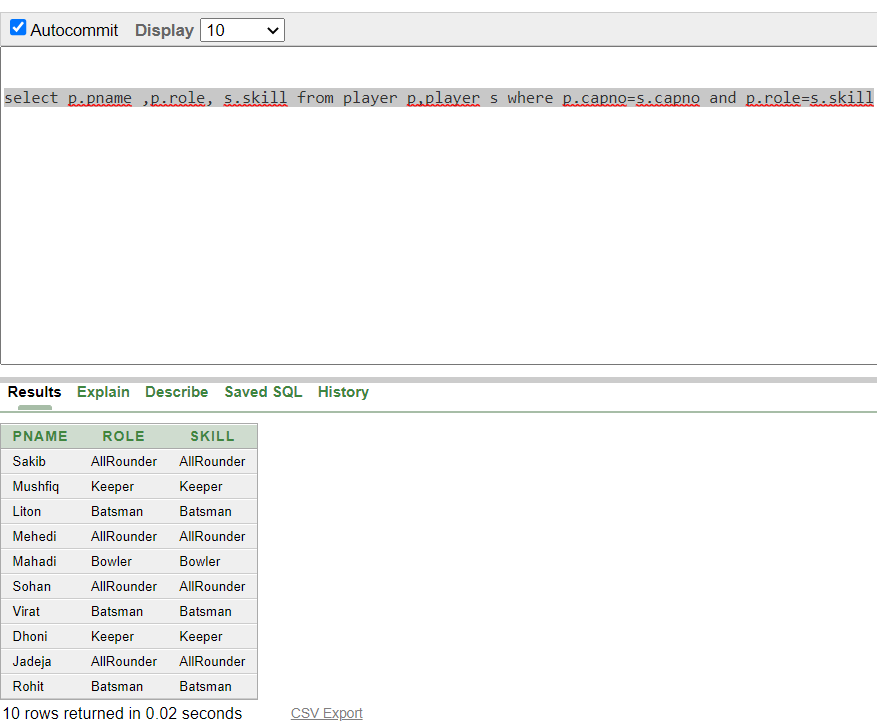 Autocommit Display 10
select p.pname ,p.role, s.skill from player p,player s where p.capno=s.capno and p.role=s.skill
Results Explain Describe Saved SQL History
PNAME ROLE SKILL
Sakib AllRounder AllRounder
Mushfiq Keeper Keeper
Liton Batsman Batsman
Mehedi AllRounder AllRounder
Mahadi Bowler Bowler
Sohan AllRounder AllRounder
Virat Batsman Batsman
Dhoni Keeper Keeper
Jadeja AllRounder AllRounder
Rohit Batsman Batsman
10 rows returned in 0.02 seconds CSV Export